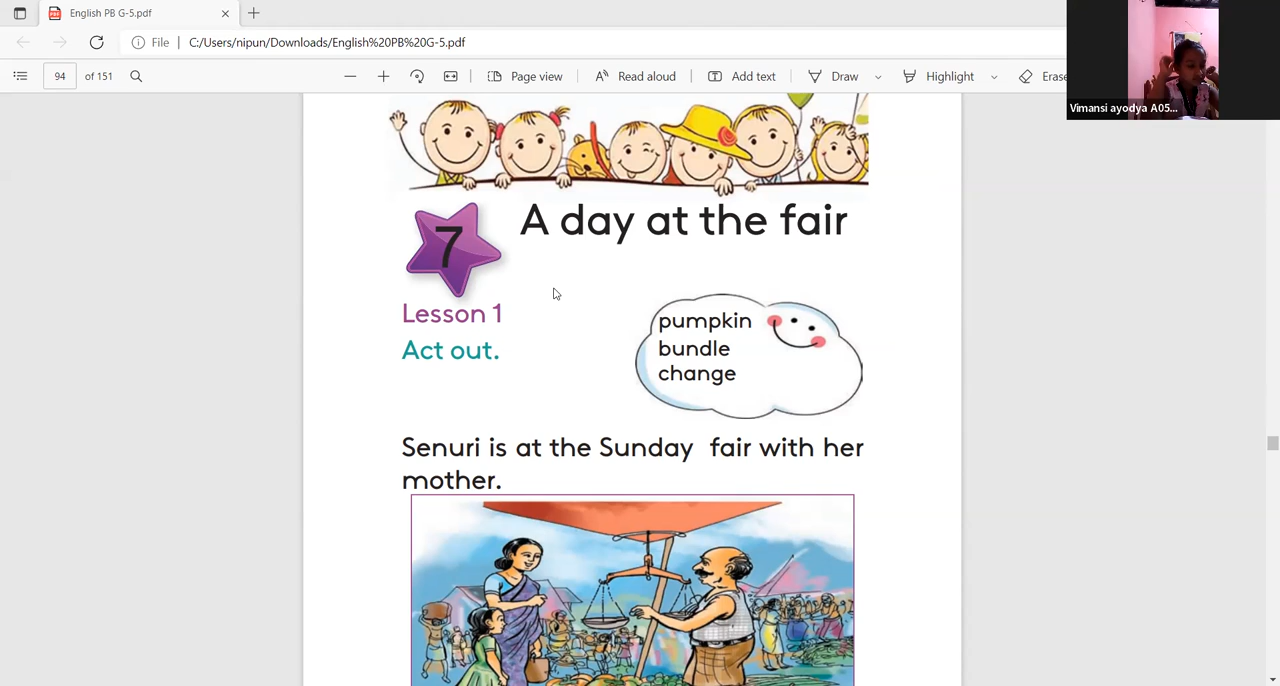 English PB G-5.pdf
File
C:/Users/nipun/Downloads/English%20PB%20G-5.pdf
94 of 151
Page view
Read aloud
Add text
Draw
Highlight
Erase
Vimansi ayodya A05...
7
A day at the fair
Lesson 1
Act out.
pumpkin
bundle
change
Senuri is at the Sunday fair with her
mother.